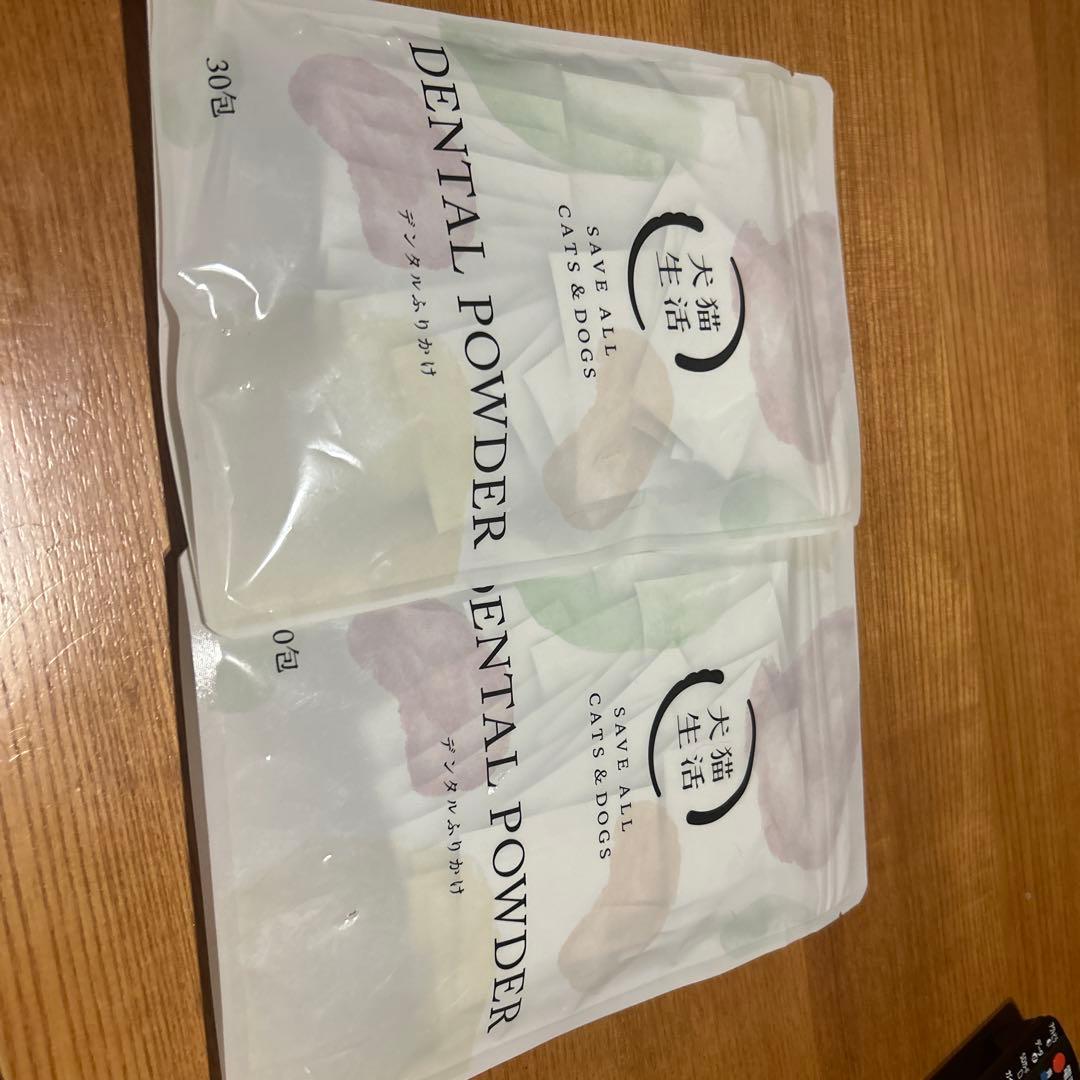 犬猫
生活
SAVE ALL
CATS & DOGS
DENTAL POWDER
デンタルふりかけ
30包
犬猫
生活
SAVE ALL
CATS & DOGS
DENTAL POWDER
デンタルふりかけ
0包